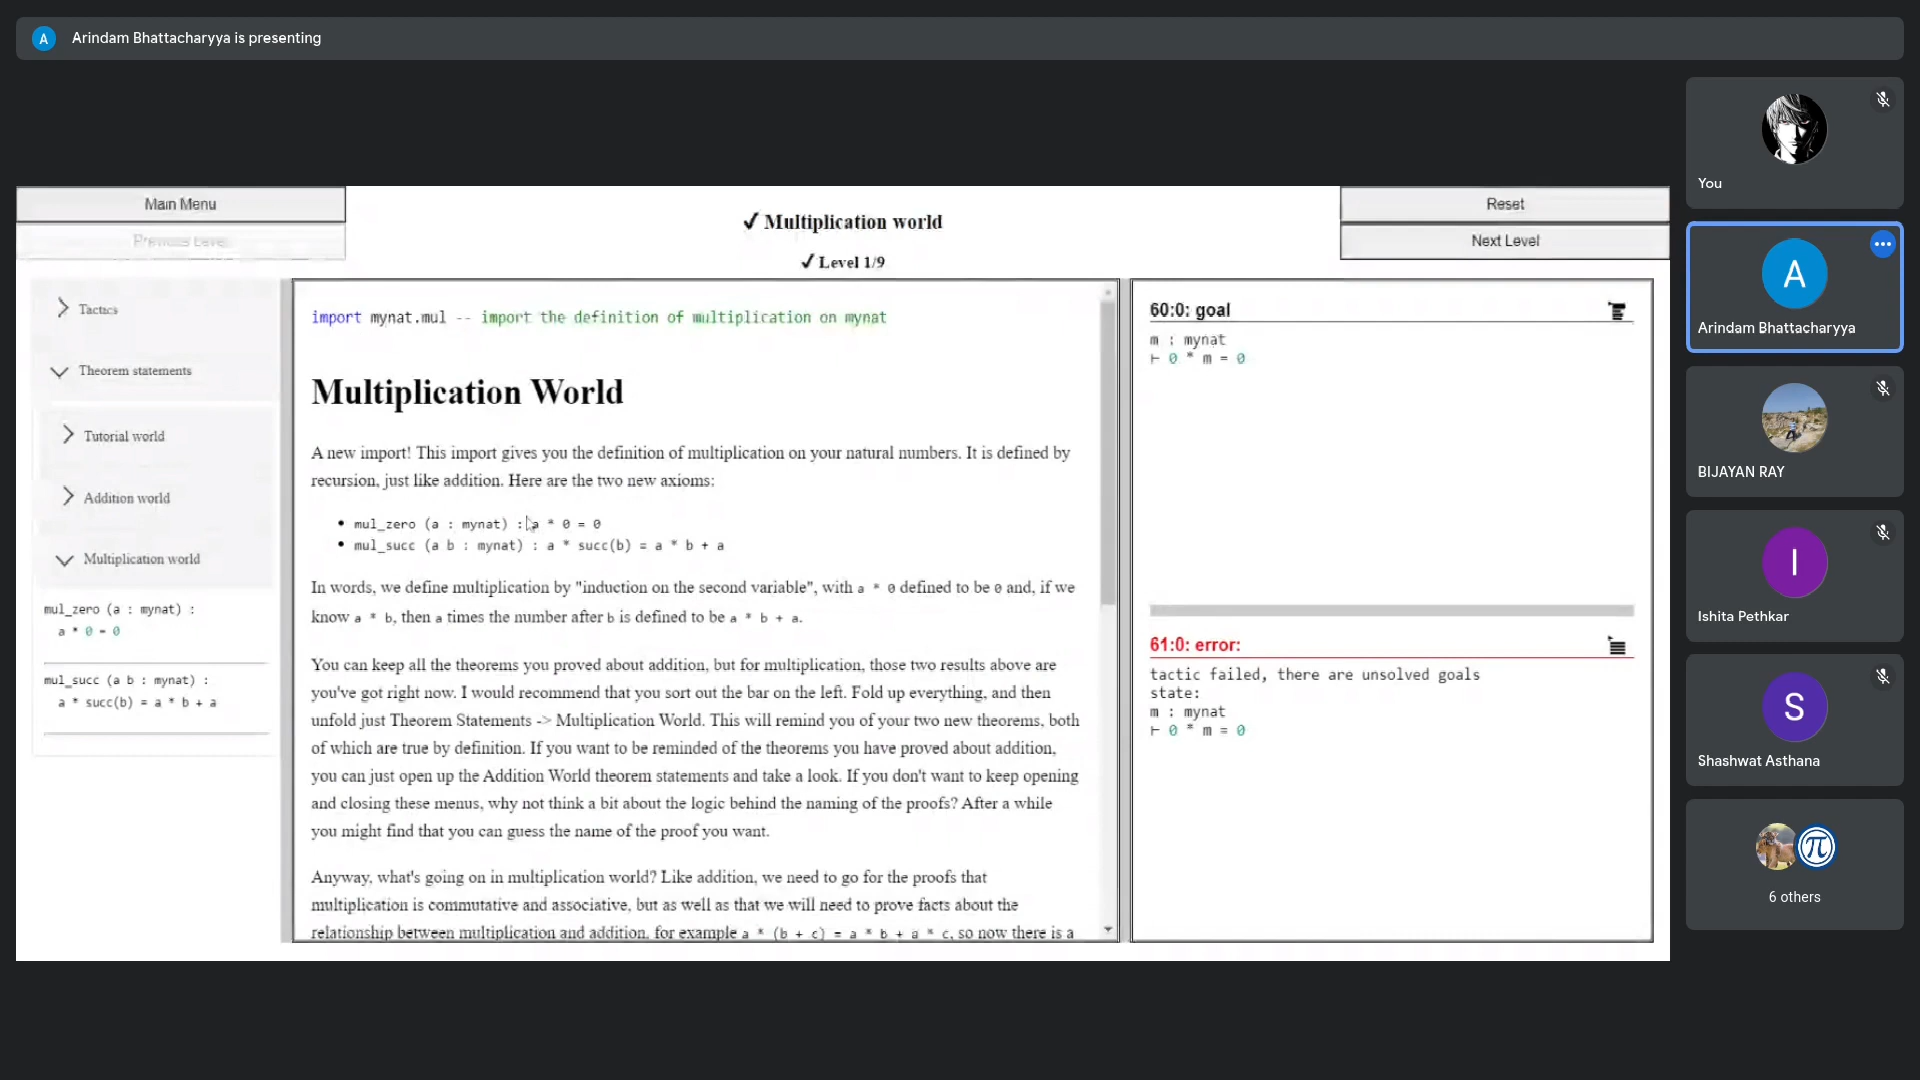 A
Arindam Bhattacharyya is presenting
Main Menu
Previous Level
✓ Multiplication world
✓ Level 1/9
Reset
Next Level
Tactics
Theorem statements
Tutorial world
Addition world
Multiplication world
mul_zero (a : mynat) :
a * 0 = 0
mul_succ (a b : mynat) :
a * succ(b) = a * b + a
import mynat.mul -- import the definition of multiplication on mynat
Multiplication World
A new import! This import gives you the definition of multiplication on your natural numbers. It is defined by
recursion, just like addition. Here are the two new axioms:
• mul_zero (a : mynat) : a * 0 = 0
• mul_succ (a b : mynat) : a * succ(b) = a * b + a
In words, we define multiplication by "induction on the second variable", with a * 0 defined to be 0 and, if we
know a * b, then a times the number after b is defined to be a * b + a.
You can keep all the theorems you proved about addition, but for multiplication, those two results above are
you've got right now. I would recommend that you sort out the bar on the left. Fold up everything, and then
unfold just Theorem Statements -> Multiplication World. This will remind you of your two new theorems, both
of which are true by definition. If you want to be reminded of the theorems you have proved about addition,
you can just open up the Addition World theorem statements and take a look. If you don't want to keep opening
and closing these menus, why not think a bit about the logic behind the naming of the proofs? After a while
you might find that you can guess the name of the proof you want.
Anyway, what's going on in multiplication world? Like addition, we need to go for the proofs that
multiplication is commutative and associative, but as well as that we will need to prove facts about the
relationship between multiplication and addition, for example a * (b + c) = a * b + a * c, so now there is a
60:0: goal
m : mynat
⊢ 0 * m = 0
61:0: error:
tactic failed, there are unsolved goals
state:
m : mynat
⊢ 0 * m = 0
You
A
Arindam Bhattacharyya
BIJAYAN RAY
I
Ishita Pethkar
S
Shashwat Asthana
π
6 others